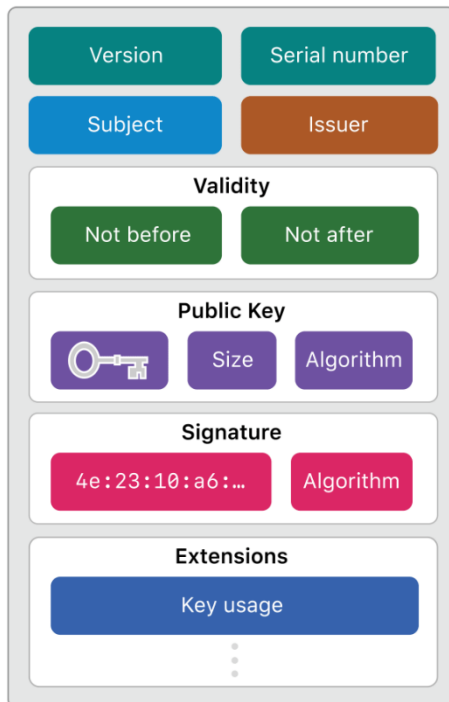 Version
Serial number
Subject
Issuer
Validity
Not before
Not after
Public Key
Size
Algorithm
Signature
4e:23:10:a6:…
Algorithm
Extensions
Key usage